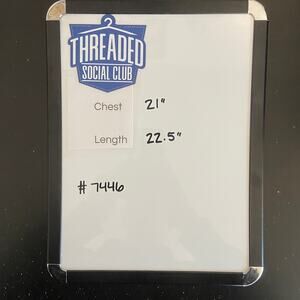 THREADED
SOCIAL CLUB
Chest 21"
Length 22.5"
# 7446